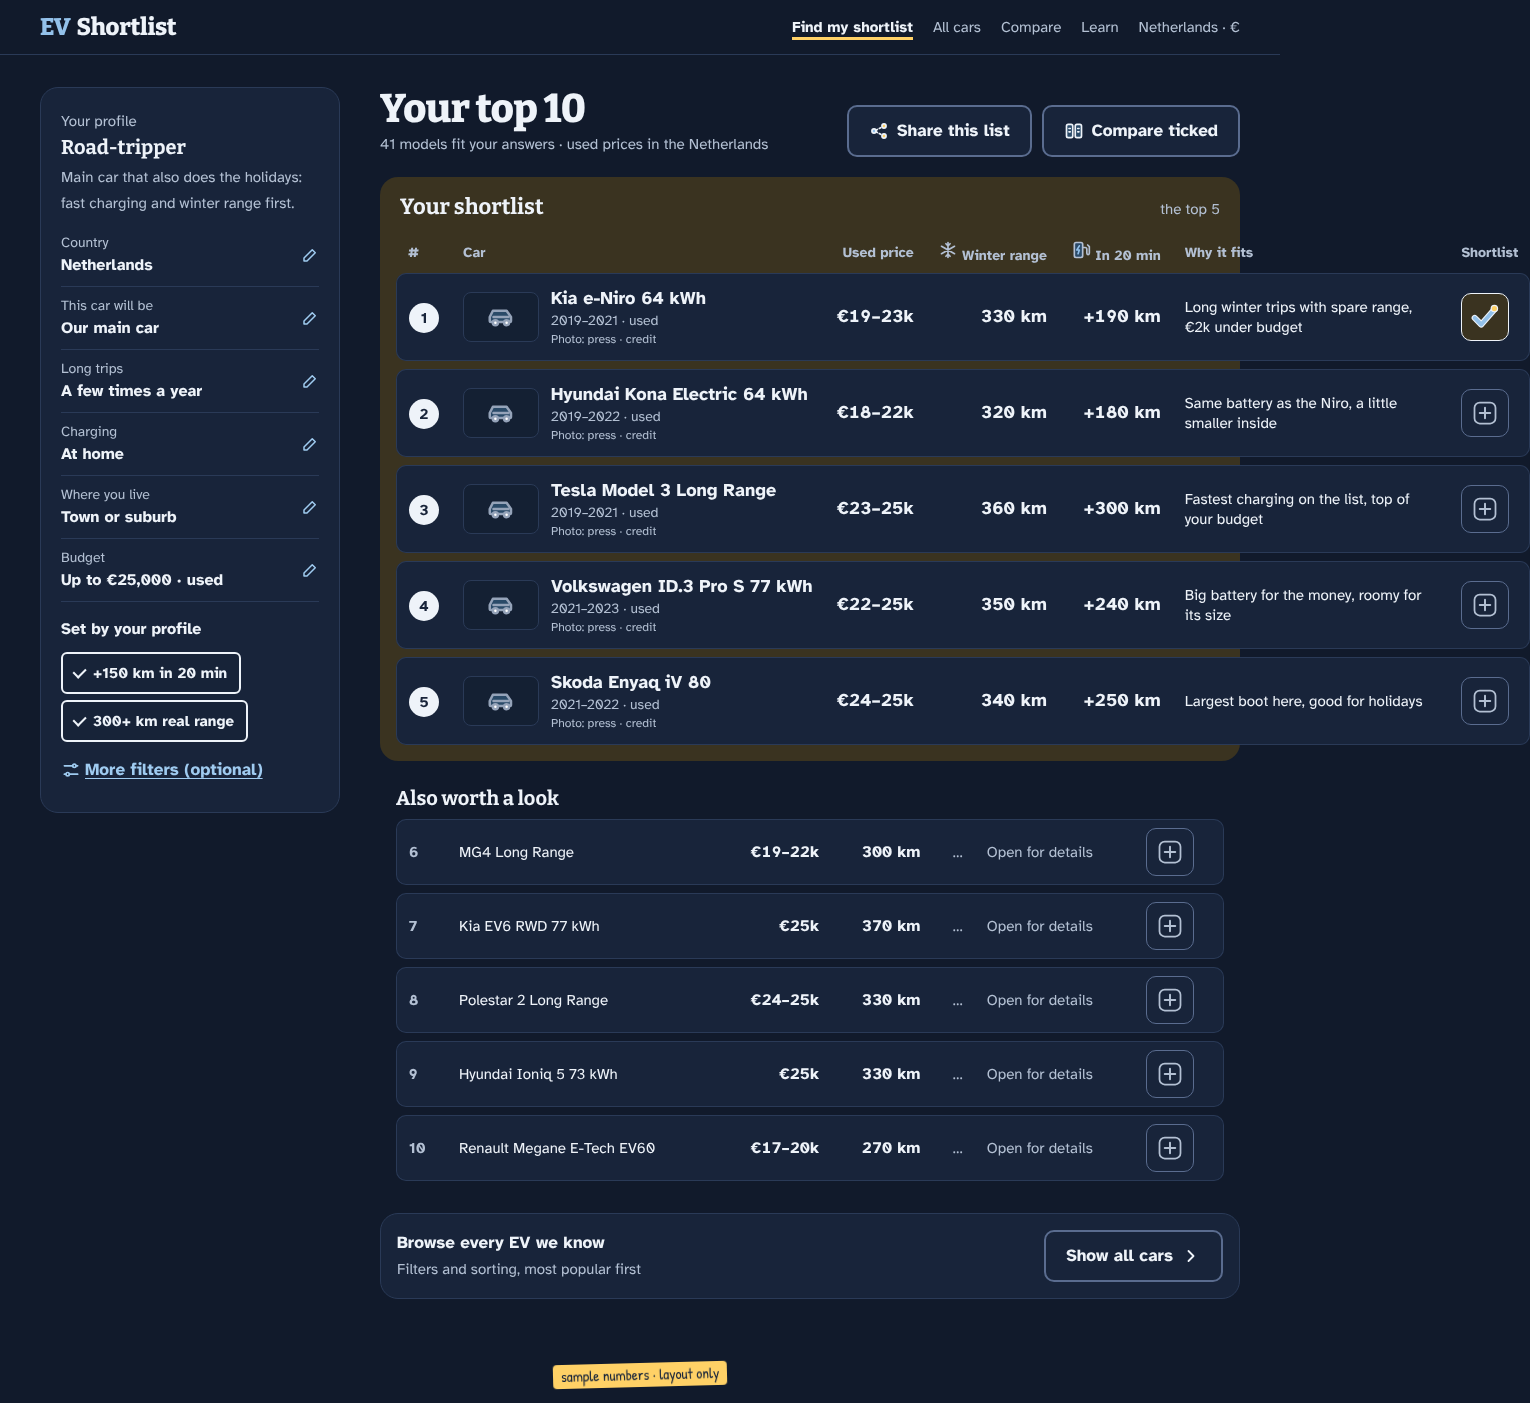 EV Shortlist
Find my shortlist
All cars
Compare
Learn
Netherlands · €
Your profile
Road-tripper
Main car that also does the holidays:
fast charging and winter range first.
Country
Netherlands
This car will be
Our main car
Long trips
A few times a year
Charging
At home
Where you live
Town or suburb
Budget
Up to €25,000 · used
Set by your profile
+150 km in 20 min
300+ km real range
More filters (optional)
Your top 10
41 models fit your answers · used prices in the Netherlands
Share this list
Compare ticked
Your shortlist
the top 5
# Car Used price Winter range In 20 min Why it fits Shortlist
1
Kia e-Niro 64 kWh
2019–2021 · used
Photo: press · credit
€19–23k
330 km
+190 km
Long winter trips with spare range,
€2k under budget
2
Hyundai Kona Electric 64 kWh
2019–2022 · used
Photo: press · credit
€18–22k
320 km
+180 km
Same battery as the Niro, a little
smaller inside
3
Tesla Model 3 Long Range
2019–2021 · used
Photo: press · credit
€23–25k
360 km
+300 km
Fastest charging on the list, top of
your budget
4
Volkswagen ID.3 Pro S 77 kWh
2021–2023 · used
Photo: press · credit
€22–25k
350 km
+240 km
Big battery for the money, roomy for
its size
5
Skoda Enyaq iV 80
2021–2022 · used
Photo: press · credit
€24–25k
340 km
+250 km
Largest boot here, good for holidays
Also worth a look
6 MG4 Long Range €19–22k 300 km ... Open for details
7 Kia EV6 RWD 77 kWh €25k 370 km ... Open for details
8 Polestar 2 Long Range €24–25k 330 km ... Open for details
9 Hyundai Ioniq 5 73 kWh €25k 330 km ... Open for details
10 Renault Megane E-Tech EV60 €17–20k 270 km ... Open for details
Browse every EV we know
Filters and sorting, most popular first
Show all cars
sample numbers · layout only